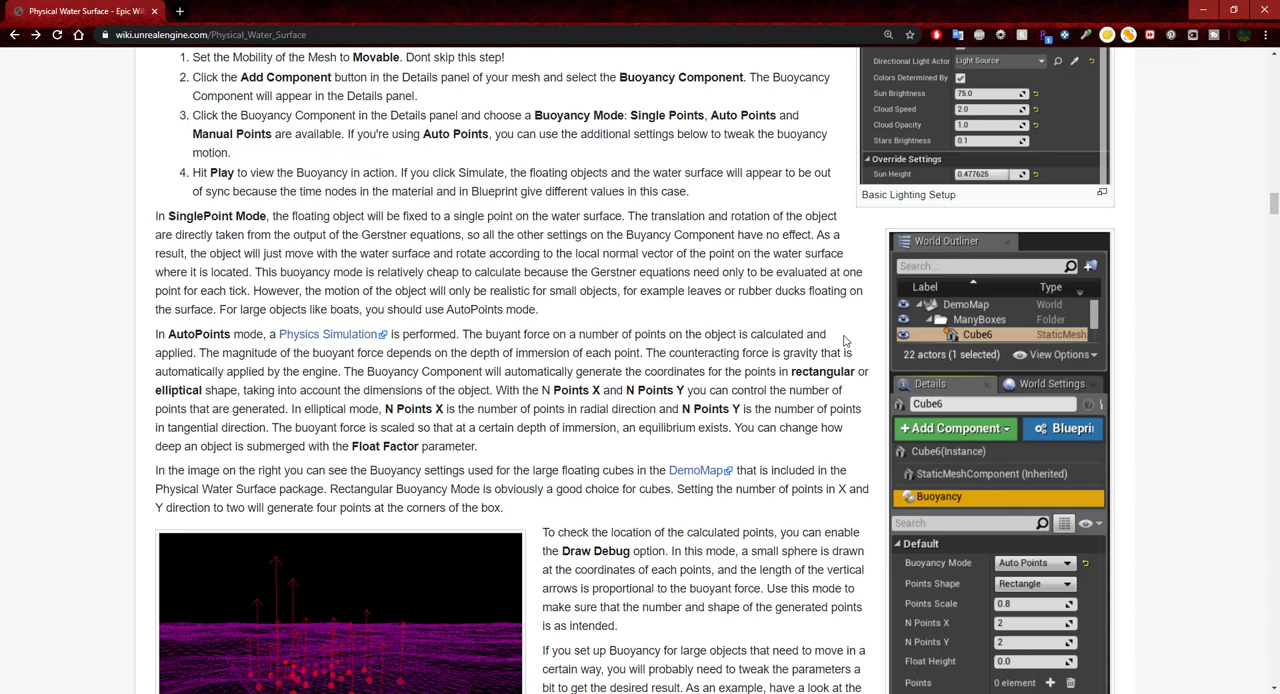 Physical Water Surface - Epic Wi
wiki.unrealengine.com/Physical_Water_Surface
1. Set the Mobility of the Mesh to Movable. Dont skip this step!
2. Click the Add Component button in the Details panel of your mesh and select the Buoyancy Component. The Buoycancy
Component will appear in the Details panel.
3. Click the Buoyancy Component in the Details panel and choose a Buoyancy Mode: Single Points, Auto Points and
Manual Points are available. If you're using Auto Points, you can use the additional settings below to tweak the buoyancy
motion.
4. Hit Play to view the Buoyancy in action. If you click Simulate, the floating objects and the water surface will appear to be out
of sync because the time nodes in the material and in Blueprint give different values in this case.
In SinglePoint Mode, the floating object will be fixed to a single point on the water surface. The translation and rotation of the object
are directly taken from the output of the Gerstner equations, so all the other settings on the Buyancy Component have no effect. As a
result, the object will just move with the water surface and rotate according to the local normal vector of the point on the water surface
where it is located. This buoyancy mode is relatively cheap to calculate because the Gerstner equations need only to be evaluated at one
point for each tick. However, the motion of the object will only be realistic for small objects, for example leaves or rubber ducks floating on
the surface. For large objects like boats, you should use AutoPoints mode.
In AutoPoints mode, a Physics Simulation is performed. The buyant force on a number of points on the object is calculated and
applied. The magnitude of the buoyant force depends on the depth of immersion of each point. The counteracting force is gravity that is
automatically applied by the engine. The Buoyancy Component will automatically generate the coordinates for the points in rectangular or
elliptical shape, taking into account the dimensions of the object. With the N Points X and N Points Y you can control the number of
points that are generated. In elliptical mode, N Points X is the number of points in radial direction and N Points Y is the number of points
in tangential direction. The buoyant force is scaled so that at a certain depth of immersion, an equilibrium exists. You can change how
deep an object is submerged with the Float Factor parameter.
In the image on the right you can see the Buoyancy settings used for the large floating cubes in the DemoMap that is included in the
Physical Water Surface package. Rectangular Buoyancy Mode is obviously a good choice for cubes. Setting the number of points in X and
Y direction to two will generate four points at the corners of the box.
To check the location of the calculated points, you can enable
the Draw Debug option. In this mode, a small sphere is drawn
at the coordinates of each points, and the length of the vertical
arrows is proportional to the buoyant force. Use this mode to
make sure that the number and shape of the generated points
is as intended.
If you set up Buoyancy for large objects that need to move in a
certain way, you will probably need to tweak the parameters a
bit to get the desired result. As an example, have a look at the
Directional Light Actor Light Source
Colors Determined By
Sun Brightness 75.0
Cloud Speed 2.0
Cloud Opacity 1.0
Stars Brightness 0.1
Override Settings
Sun Height 0.477625
Basic Lighting Setup
World Outliner
Search...
Label Type
DemoMap World
ManyBoxes Folder
Cube6 StaticMesh
22 actors (1 selected) View Options
Details World Settings
Cube6
+ Add Component Bluepri
Cube6(Instance)
StaticMeshComponent (Inherited)
Buoyancy
Search
Default
Buoyancy Mode Auto Points
Points Shape Rectangle
Points Scale 0.8
N Points X 2
N Points Y 2
Float Height 0.0
Points 0 element